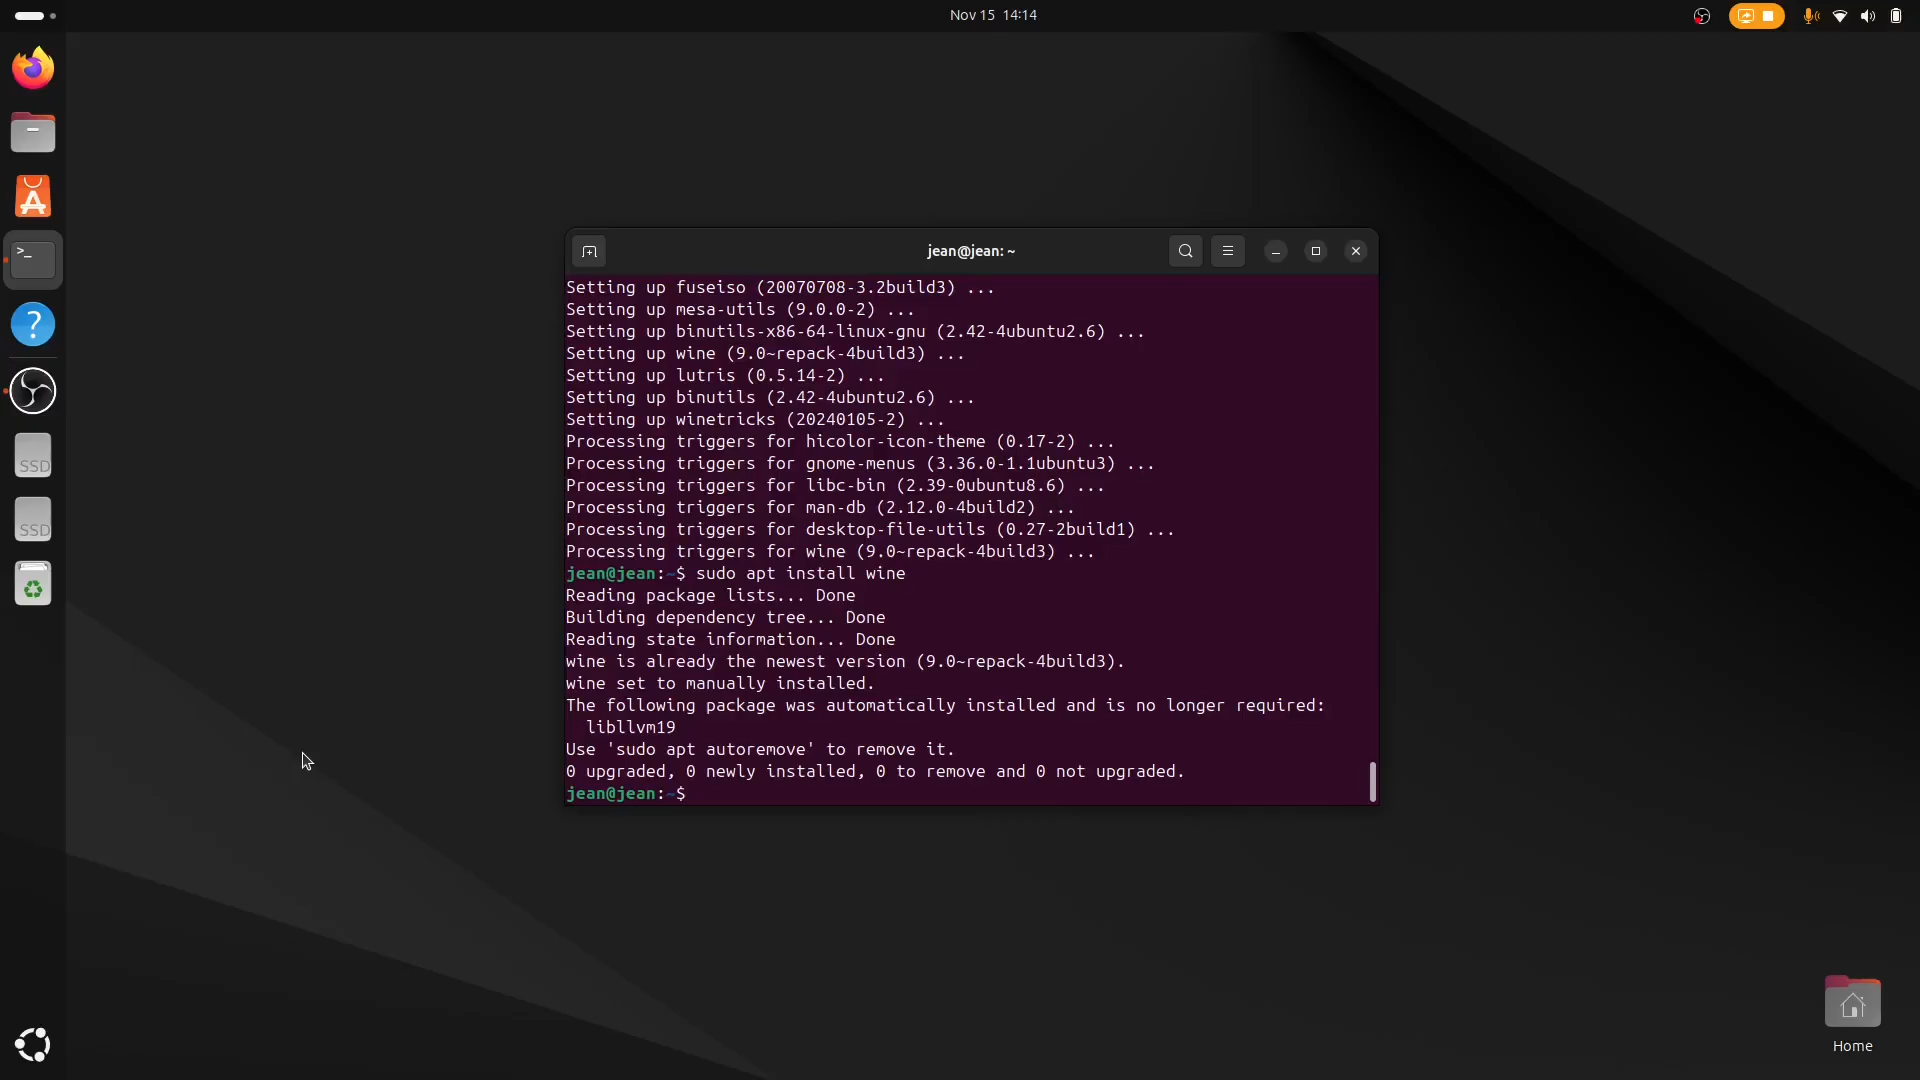 Nov 15 14:14
jean@jean: ~
Setting up fuseiso (20070708-3.2build3) ...
Setting up mesa-utils (9.0.0-2) ...
Setting up binutils-x86-64-linux-gnu (2.42-4ubuntu2.6) ...
Setting up wine (9.0~repack-4build3) ...
Setting up lutris (0.5.14-2) ...
Setting up binutils (2.42-4ubuntu2.6) ...
Setting up winetricks (20240105-2) ...
Processing triggers for hicolor-icon-theme (0.17-2) ...
Processing triggers for gnome-menus (3.36.0-1.1ubuntu3) ...
Processing triggers for libc-bin (2.39-0ubuntu8.6) ...
Processing triggers for man-db (2.12.0-4build2) ...
Processing triggers for desktop-file-utils (0.27-2build1) ...
Processing triggers for wine (9.0~repack-4build3) ...
jean@jean:~$ sudo apt install wine
Reading package lists... Done
Building dependency tree... Done
Reading state information... Done
wine is already the newest version (9.0~repack-4build3).
wine set to manually installed.
The following package was automatically installed and is no longer required:
  libllvm19
Use 'sudo apt autoremove' to remove it.
0 upgraded, 0 newly installed, 0 to remove and 0 not upgraded.
jean@jean:~$
SSD
SSD
Home